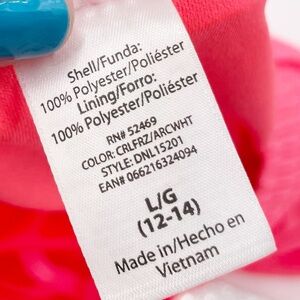 Shell/Funda:
100% Polyester/Poliéster
Lining/Forro:
100% Polyester/Poliéster
RN# 52469
COLOR: CRLFRZ/ARCWHT
STYLE: DNL15201
EAN# 066216324094
L/G
(12-14)
Made in/Hecho en
Vietnam